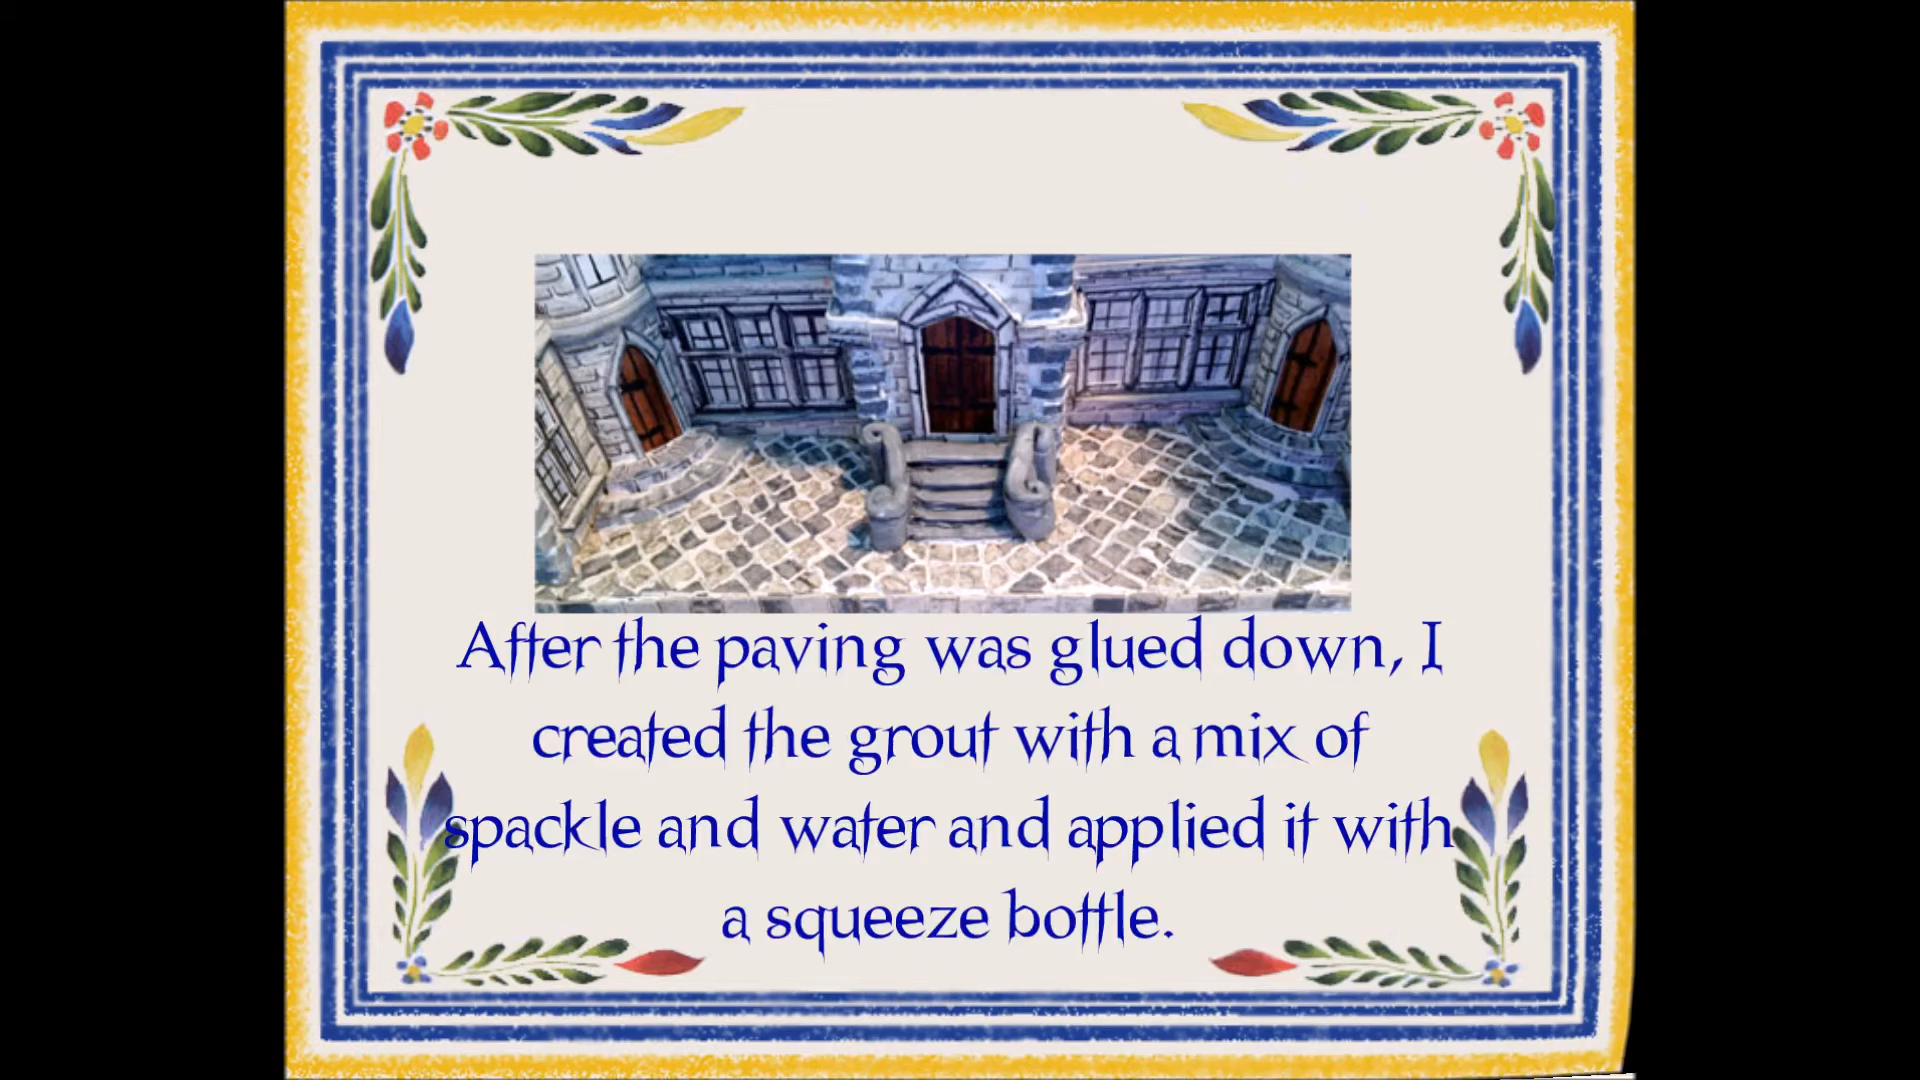 After the paving was glued down, I
created the grout with a mix of
spackle and water and applied it with
a squeeze bottle.